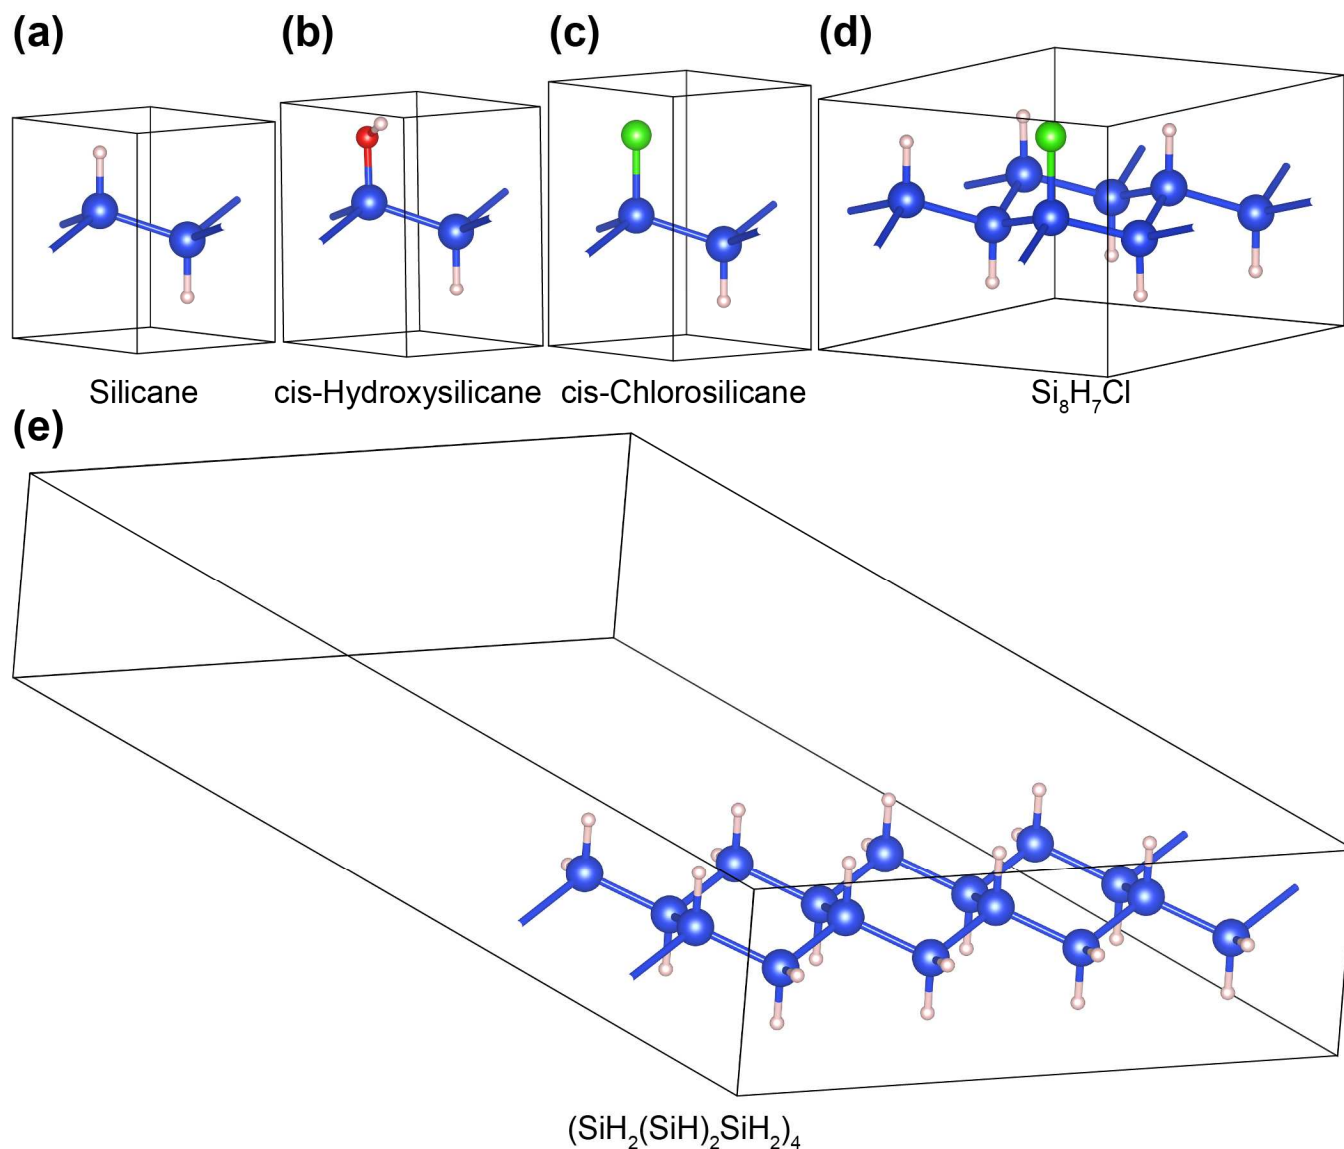 (a) (b) (c) (d)
Silicane cis-Hydroxysilicane cis-Chlorosilicane Si₈H₇Cl
(e)
(SiH₂(SiH)₂SiH₂)₄